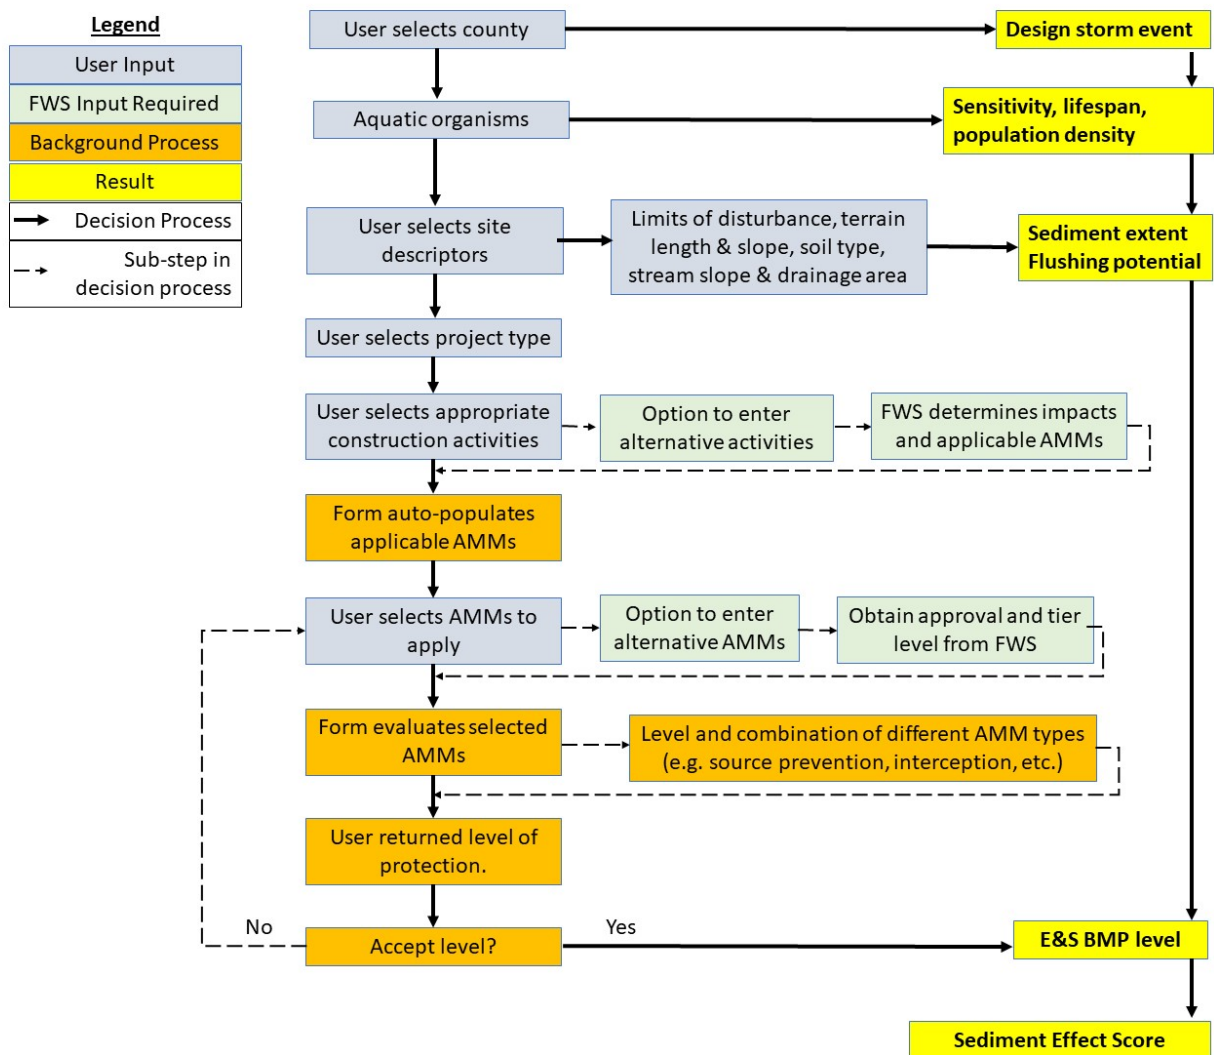 Legend
User Input
FWS Input Required
Background Process
Result
Decision Process
Sub-step in
decision process
User selects county
Design storm event
Aquatic organisms
Sensitivity, lifespan,
population density
User selects site
descriptors
Limits of disturbance, terrain
length & slope, soil type,
stream slope & drainage area
Sediment extent
Flushing potential
User selects project type
User selects appropriate
construction activities
Option to enter
alternative activities
FWS determines impacts
and applicable AMMs
Form auto-populates
applicable AMMs
User selects AMMs to
apply
Option to enter
alternative AMMs
Obtain approval and tier
level from FWS
Form evaluates selected
AMMs
Level and combination of different AMM types
(e.g. source prevention, interception, etc.)
User returned level of
protection.
No
Accept level?
Yes
E&S BMP level
Sediment Effect Score